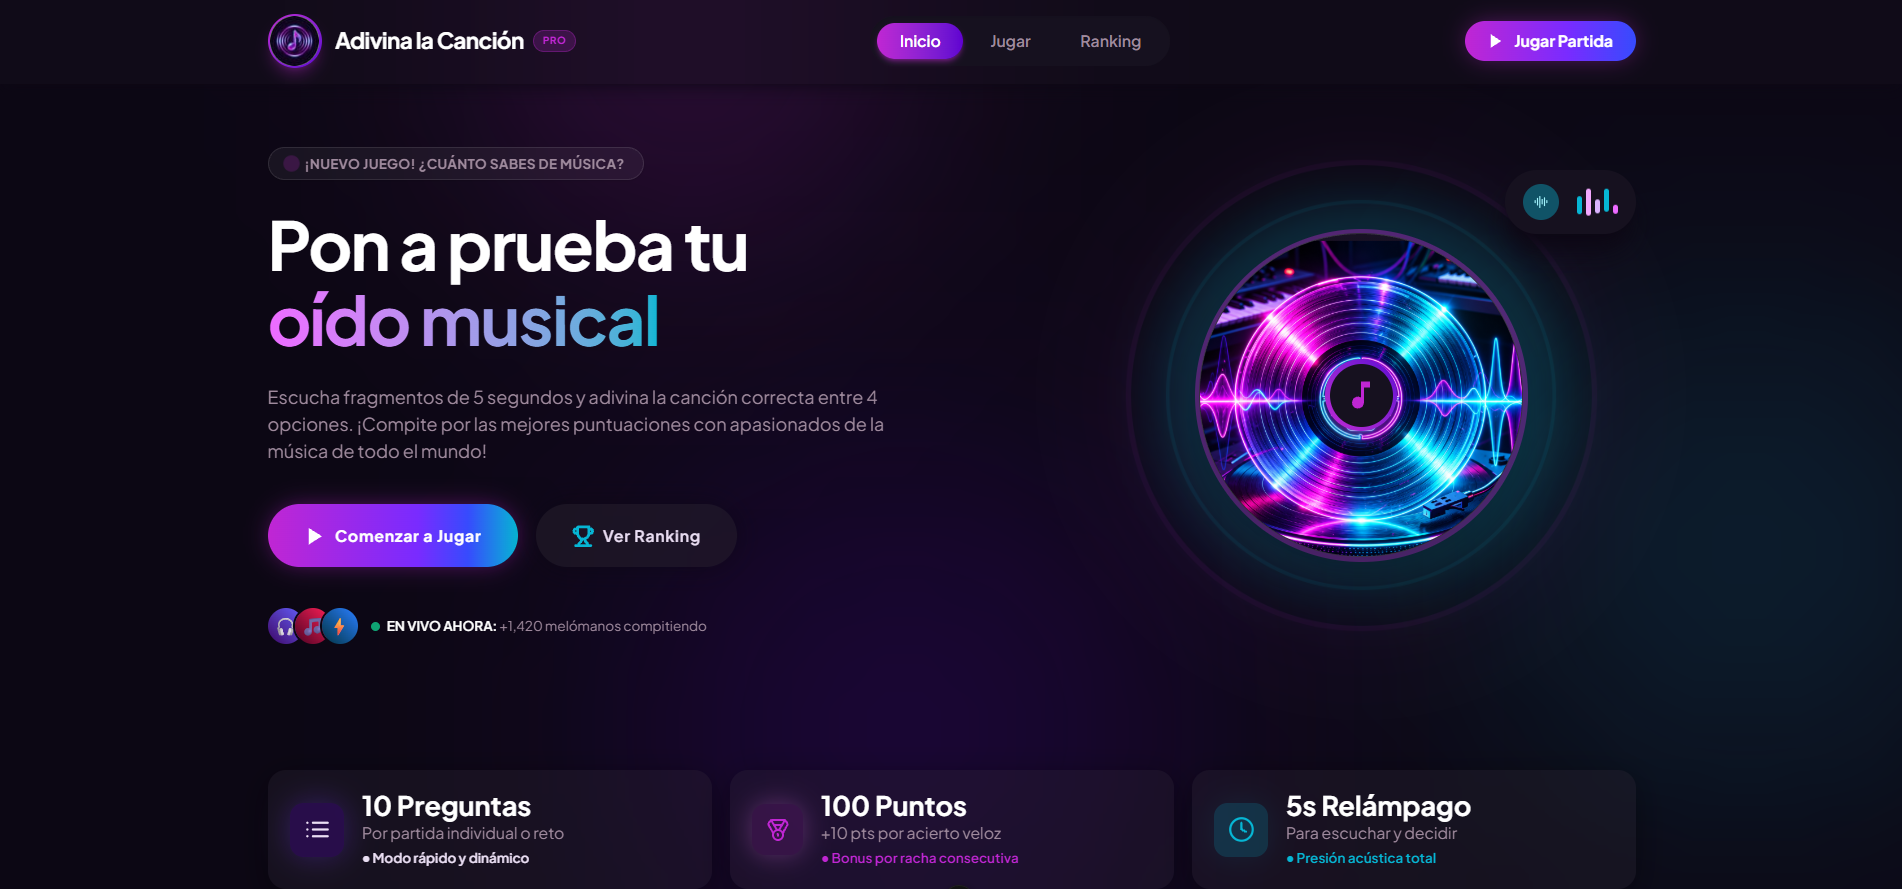 Adivina la Canción
PRO
Inicio
Jugar
Ranking
Jugar Partida
¡NUEVO JUEGO! ¿CUÁNTO SABES DE MÚSICA?
Pon a prueba tu
oído musical
Escucha fragmentos de 5 segundos y adivina la canción correcta entre 4
opciones. ¡Compite por las mejores puntuaciones con apasionados de la
música de todo el mundo!
Comenzar a Jugar
Ver Ranking
EN VIVO AHORA: +1,420 melómanos compitiendo
10 Preguntas
Por partida individual o reto
● Modo rápido y dinámico
100 Puntos
+10 pts por acierto veloz
● Bonus por racha consecutiva
5s Relámpago
Para escuchar y decidir
● Presión acústica total